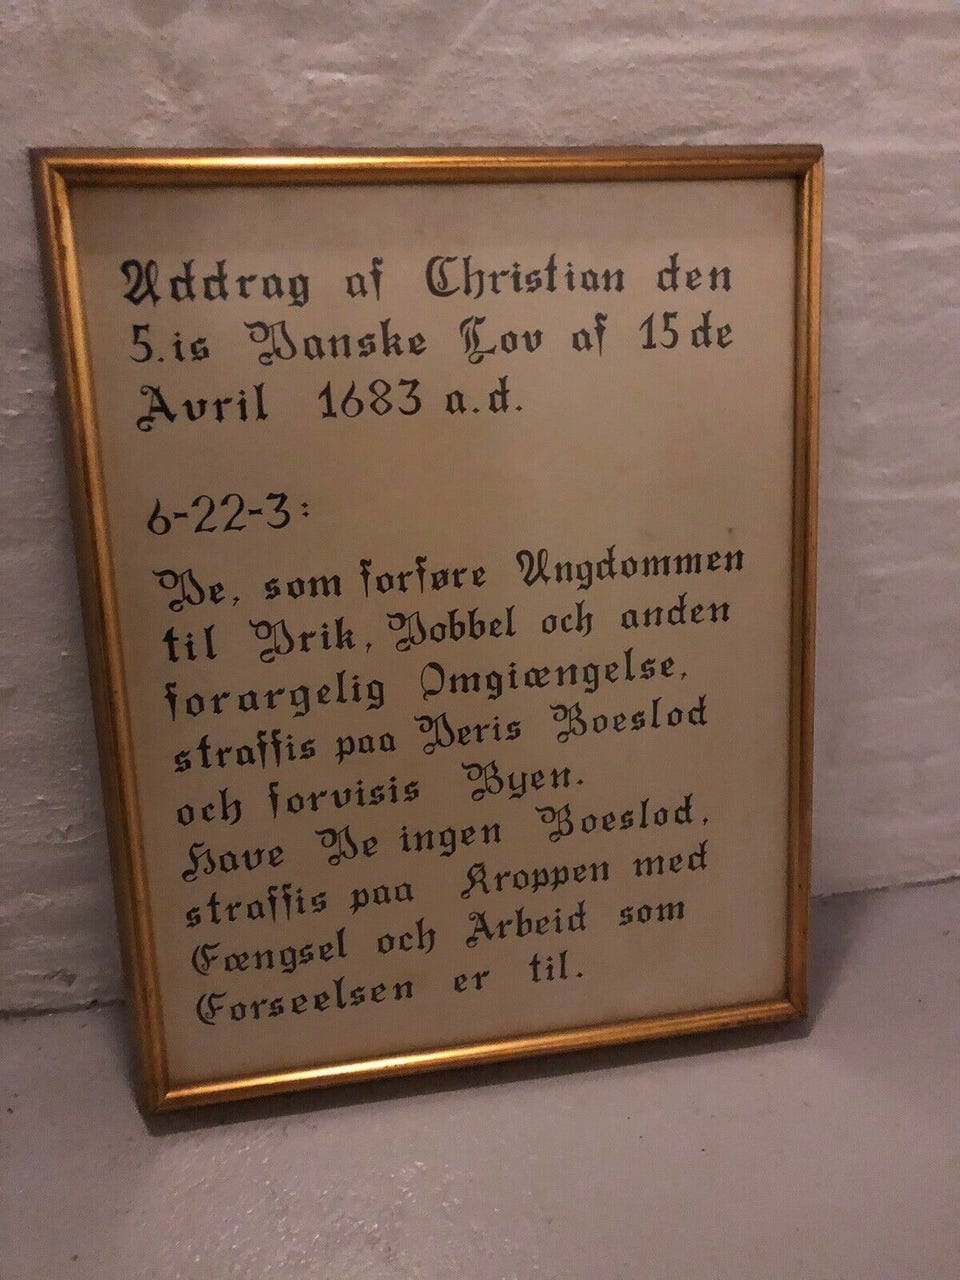 Uddrag af Christian den
5.is Danske Lov af 15de
Avril 1683 a.d.
6-22-3:
De, som forføre Ungdommen
til Drik, Dobbel och anden
forargelig Omgiængelse,
straffis paa Deris Boeslod
och forvisis Byen.
Have De ingen Boeslod,
straffis paa Kroppen med
Fængsel och Arbeid som
Forseelsen er til.